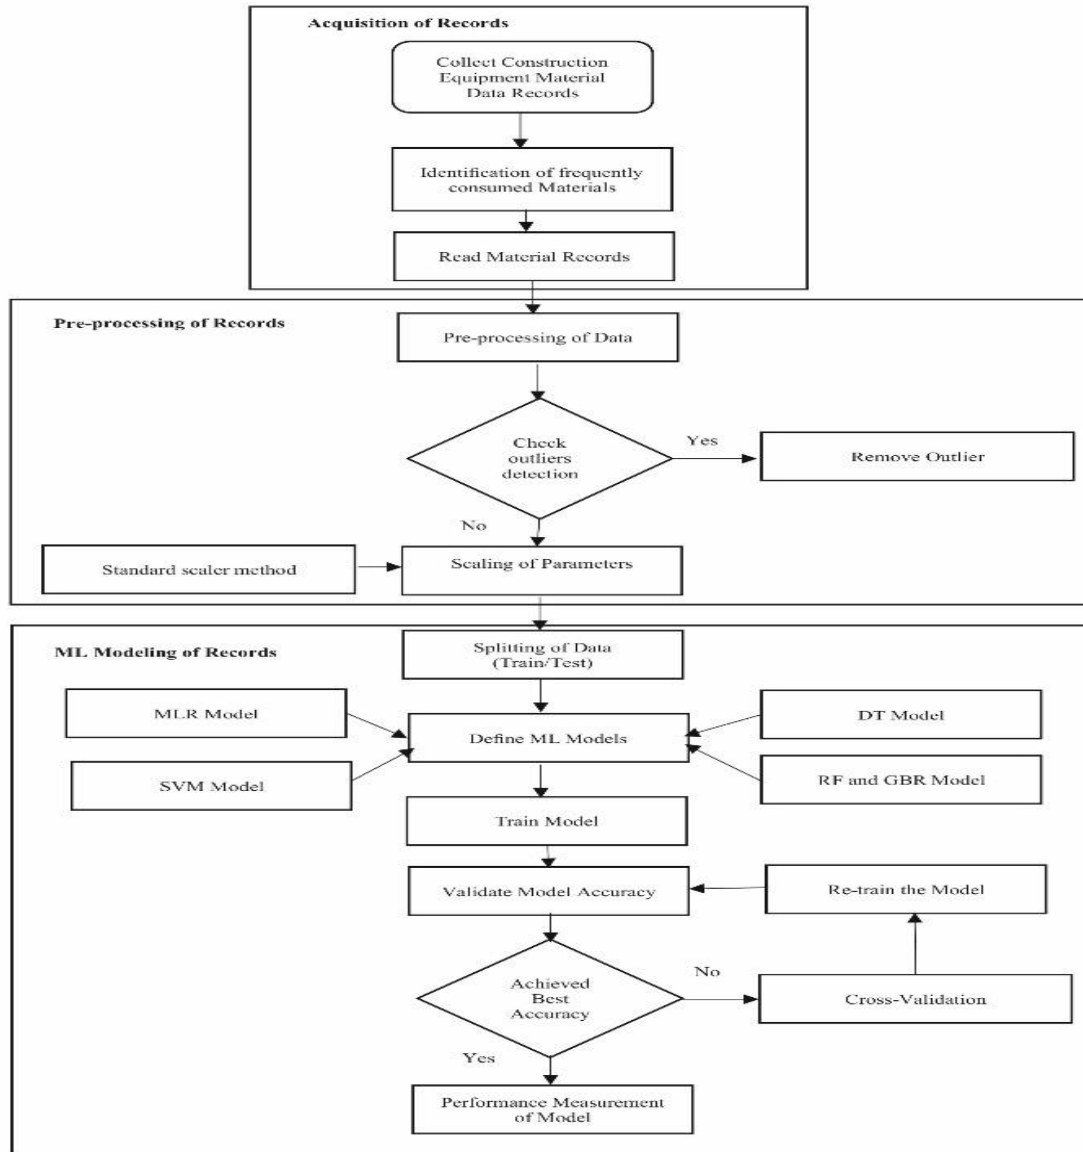 Acquisition of Records
Collect Construction
Equipment Material
Data Records
Identification of frequently
consumed Materials
Read Material Records
Pre-processing of Records
Pre-processing of Data
Check
outliers
detection
Yes
Remove Outlier
No
Standard scaler method
Scaling of Parameters
ML Modeling of Records
Splitting of Data
(Train/Test)
MLR Model
DT Model
Define ML Models
SVM Model
RF and GBR Model
Train Model
Validate Model Accuracy
Re-train the Model
Achieved
Best
Accuracy
No
Cross-Validation
Yes
Performance Measurement
of Model